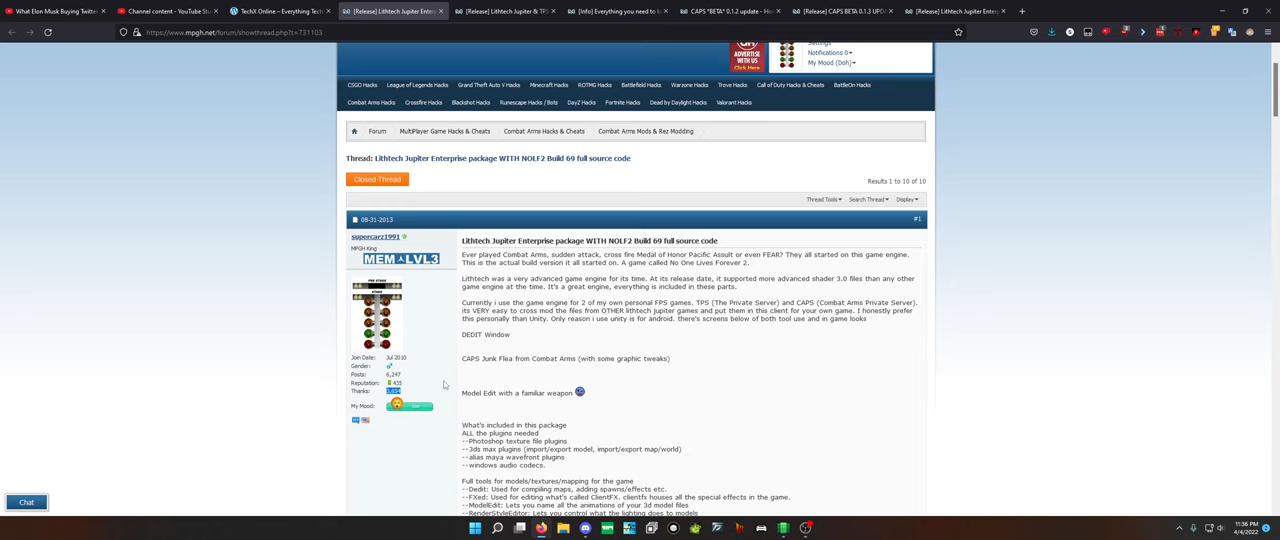 What Elon Musk Buying Twitter
Channel content - YouTube Stu
TechX Online – Everything Tech
[Release] Lithtech Jupiter Enter
[Release] Lithtech Jupiter & TPS
[Info] Everything you need to k
CAPS *BETA* 0.1.2 update - Ho
[Release] CAPS BETA 0.1.3 UPDA
[Release] Lithtech Jupiter Enterp
https://www.mpgh.net/forum/showthread.php?t=731103
ADVERTISE WITH US
Click Here
Settings
Notifications 0
My Mood (Doh)
CSGO Hacks League of Legends Hacks Grand Theft Auto V Hacks Minecraft Hacks ROTMG Hacks Battlefield Hacks Warzone Hacks Trove Hacks Call of Duty Hacks & Cheats BattleOn Hacks
Combat Arms Hacks Crossfire Hacks Blackshot Hacks Runescape Hacks / Bots DayZ Hacks Fortnite Hacks Dead by Daylight Hacks Valorant Hacks
Forum MultiPlayer Game Hacks & Cheats Combat Arms Hacks & Cheats Combat Arms Mods & Rez Modding
Thread: Lithtech Jupiter Enterprise package WITH NOLF2 Build 69 full source code
Closed Thread
Results 1 to 10 of 10
Thread Tools Search Thread Display
08-31-2013
#1
supercarz1991
MPGH King
MEM LVL3
Join Date: Jul 2010
Gender:
Posts: 6,247
Reputation: 435
Thanks:
My Mood:
Lithtech Jupiter Enterprise package WITH NOLF2 Build 69 full source code
Ever played Combat Arms, sudden attack, cross fire Medal of Honor Pacific Assult or even FEAR? They all started on this game engine.
This is the actual build version it all started on. A game called No One Lives Forever 2.
Lithtech was a very advanced game engine for its time. At its release date, it supported more advanced shader 3.0 files than any other
game engine at the time. It's a great engine, everything is included in these parts.
Currently i use the game engine for 2 of my own personal FPS games. TPS (The Private Server) and CAPS (Combat Arms Private Server).
its VERY easy to cross mod the files from OTHER lithtech jupiter games and put them in this client for your own game. I honestly prefer
this personally than Unity. Only reason i use unity is for android. there's screens below of both tool use and in game looks
DEDIT Window
CAPS Junk Flea from Combat Arms (with some graphic tweaks)
Model Edit with a familiar weapon
What's included in this package
ALL the plugins needed
--Photoshop texture file plugins
--3ds max plugins (import/export model, import/export map/world)
--alias maya wavefront plugins
--windows audio codecs.
Full tools for models/textures/mapping for the game
--Dedit: Used for compiling maps, adding spawns/effects etc.
--FXed: Used for editing what's called ClientFX. clientfx houses all the special effects in the game.
--ModelEdit: Lets you name all the animations of your 3d model files
--RenderStyleEditor: Lets you control what the lighting does to models
Chat
11:36 PM
4/4/2022